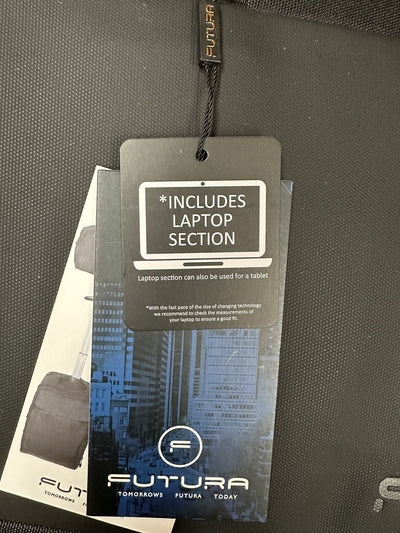 FUTURA
*INCLUDES
LAPTOP
SECTION
Laptop section can also be used for a tablet
*With the fast pace of the size of changing technology
we recommend to check the measurements of
your laptop to ensure a good fit.
FUTURA
TOMORROWS FUTURA TODAY
FUTU
TOMORROWS